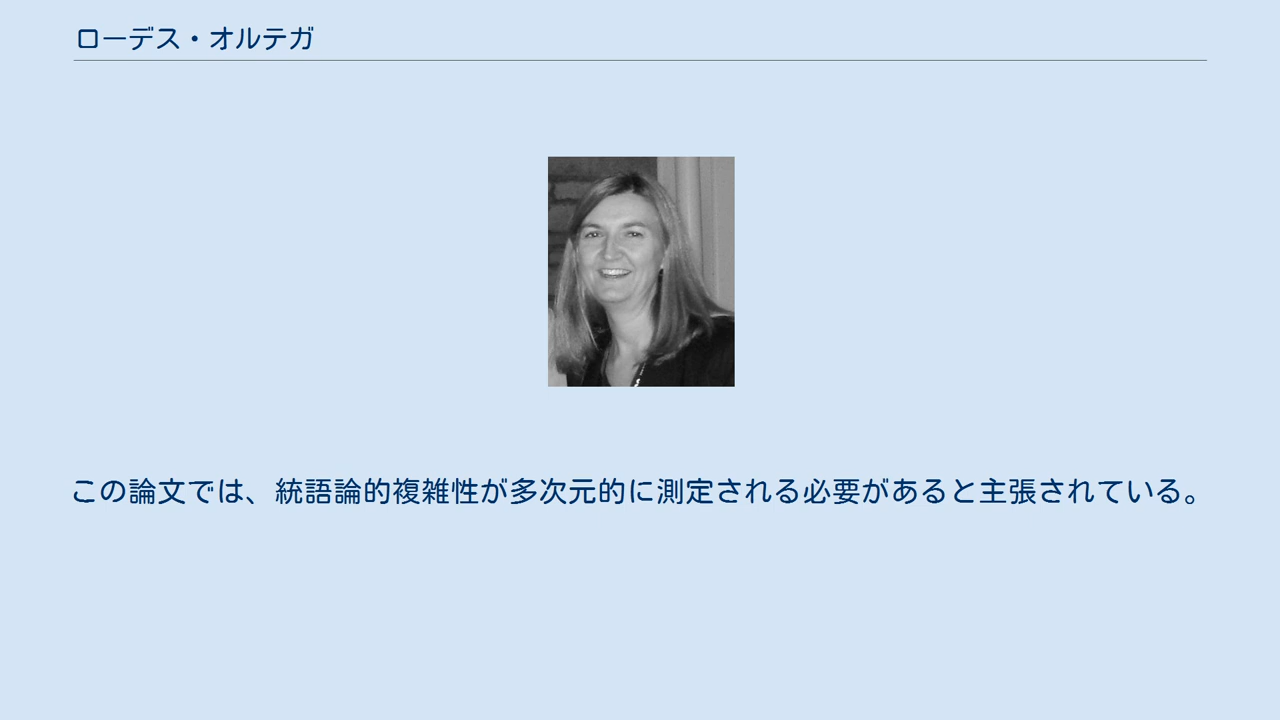 ローデス・オルテガ
この論文では、統語論的複雑性が多次元的に測定される必要があると主張されている。